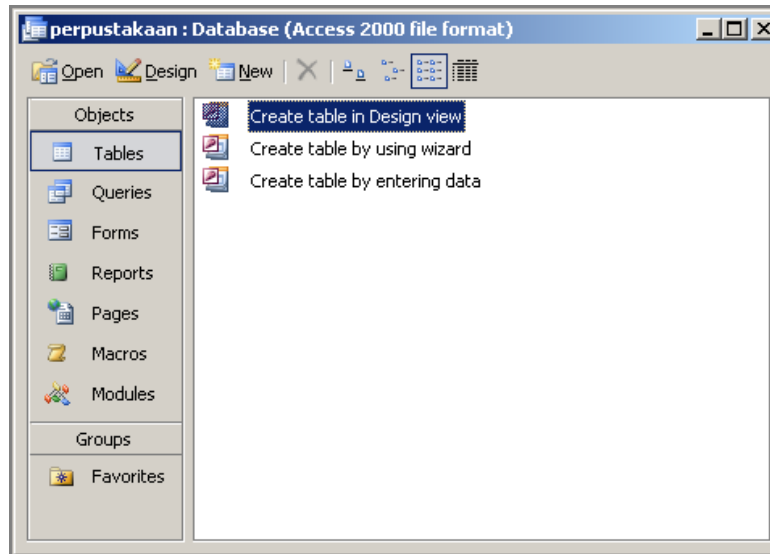 perpustakaan : Database (Access 2000 file format)
Open Design New
Objects
Tables
Queries
Forms
Reports
Pages
Macros
Modules
Groups
Favorites
Create table in Design view
Create table by using wizard
Create table by entering data